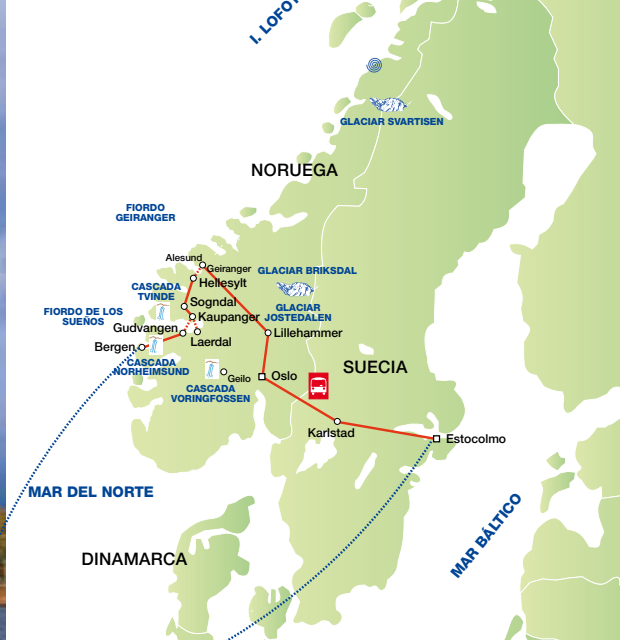 I. LOFOT
GLACIAR SVARTISEN
NORUEGA
FIORDO
GEIRANGER
Alesund
Geiranger
GLACIAR BRIKSDAL
Hellesylt
CASCADA
TVINDE
GLACIAR
JOSTEDALEN
Sogndal
FIORDO DE LOS
SUEÑOS
Kaupanger
Gudvangen
Lillehammer
Laerdal
Bergen
CASCADA
NORHEIMSUND
SUECIA
Oslo
Geilo
CASCADA
VORINGFOSSEN
Karlstad
Estocolmo
MAR DEL NORTE
MAR BÁLTICO
DINAMARCA